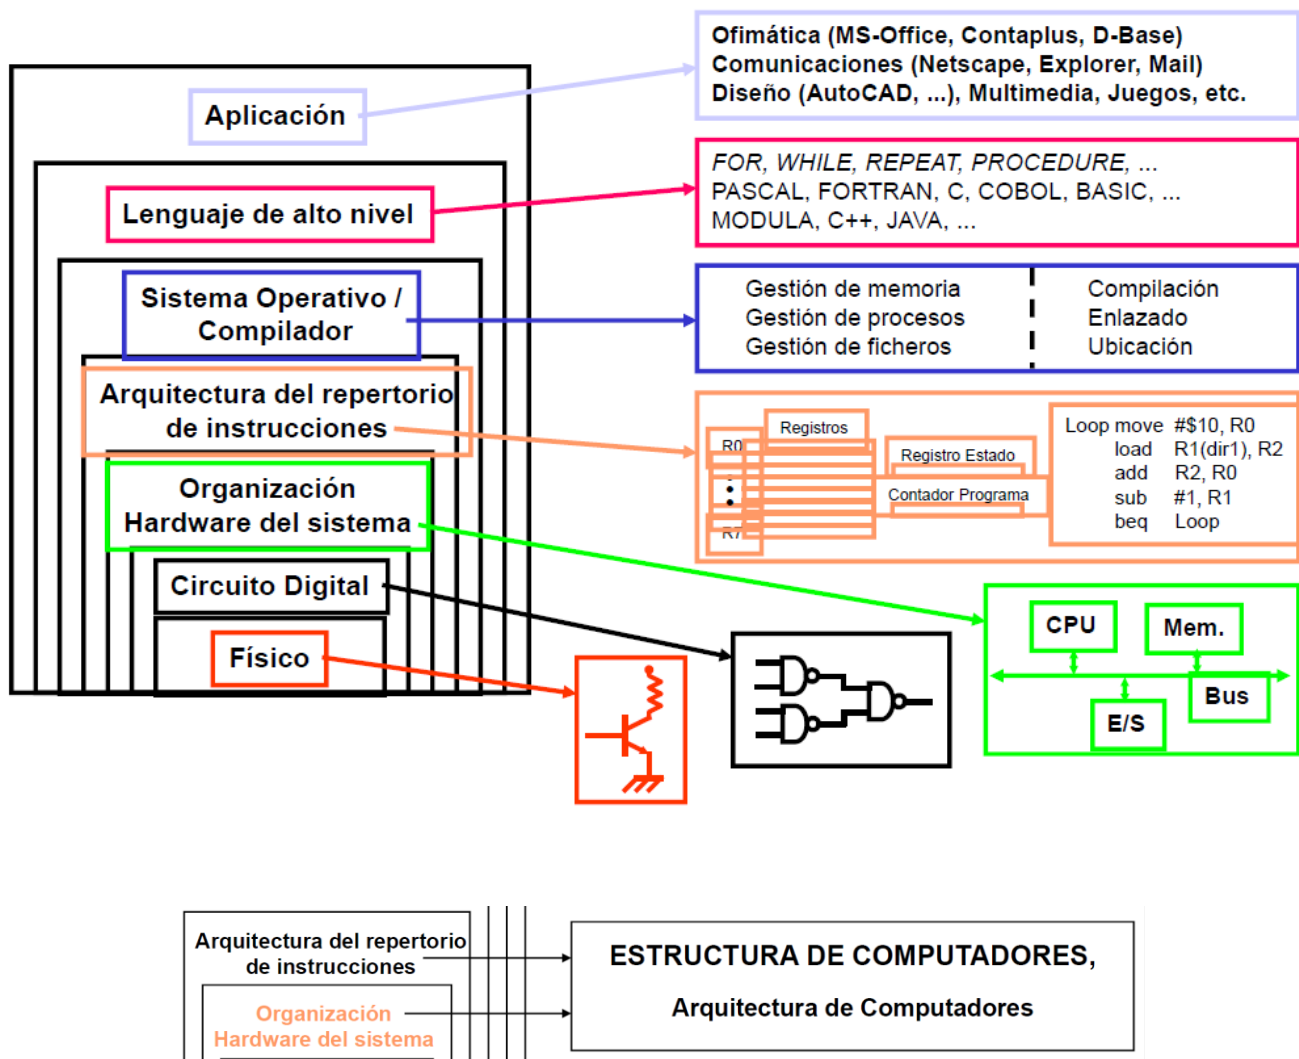 Aplicación
Ofimática (MS-Office, Contaplus, D-Base)
Comunicaciones (Netscape, Explorer, Mail)
Diseño (AutoCAD, ...), Multimedia, Juegos, etc.
Lenguaje de alto nivel
FOR, WHILE, REPEAT, PROCEDURE, ...
PASCAL, FORTRAN, C, COBOL, BASIC, ...
MODULA, C++, JAVA, ...
Sistema Operativo /
Compilador
Gestión de memoria
Gestión de procesos
Gestión de ficheros
Compilación
Enlazado
Ubicación
Arquitectura del repertorio
de instrucciones
Registros
R0
R7
Registro Estado
Contador Programa
Loop move #$10, R0
load R1(dir1), R2
add R2, R0
sub #1, R1
beq Loop
Organización
Hardware del sistema
CPU
Mem.
E/S
Bus
Circuito Digital
Físico
Arquitectura del repertorio
de instrucciones
Organización
Hardware del sistema
ESTRUCTURA DE COMPUTADORES,
Arquitectura de Computadores